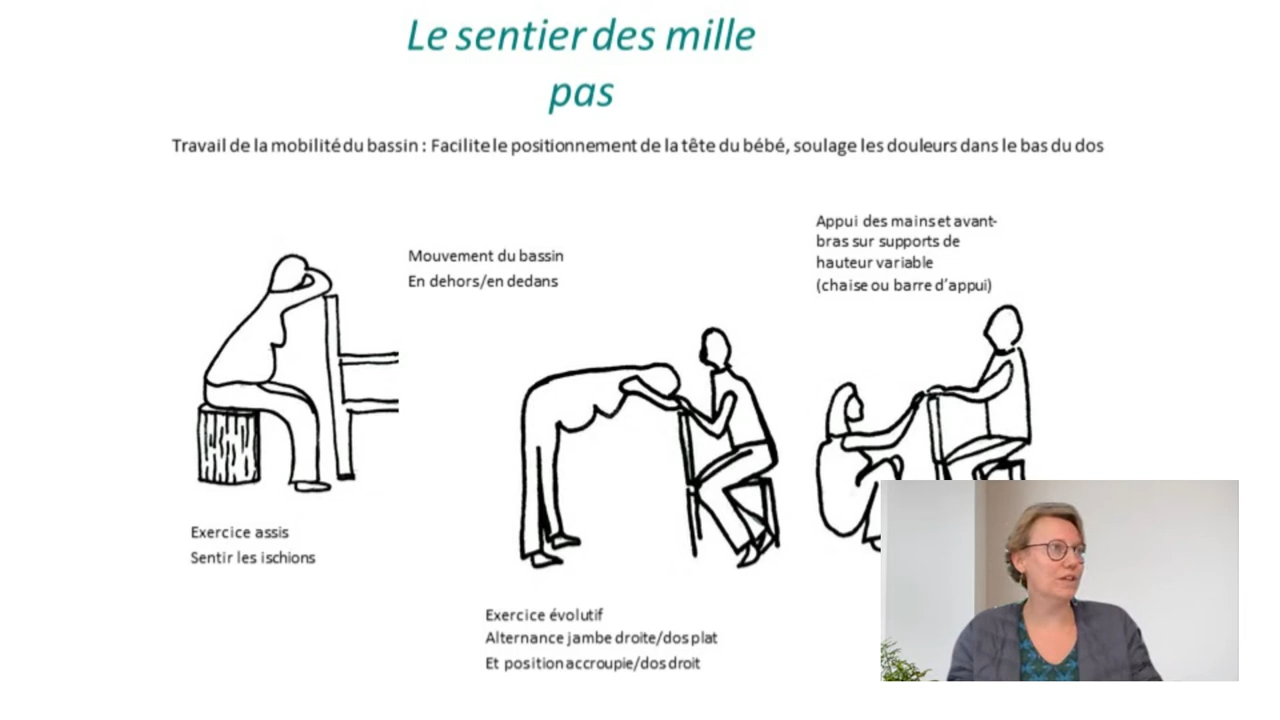 Le sentier des mille
pas
Travail de la mobilité du bassin : Facilite le positionnement de la tête du bébé, soulage les douleurs dans le bas du dos
Appui des mains et avant-
bras sur supports de
hauteur variable
(chaise ou barre d'appui)
Mouvement du bassin
En dehors/en dedans
Exercice assis
Sentir les ischions
Exercice évolutif
Alternance jambe droite/dos plat
Et position accroupie/dos droit